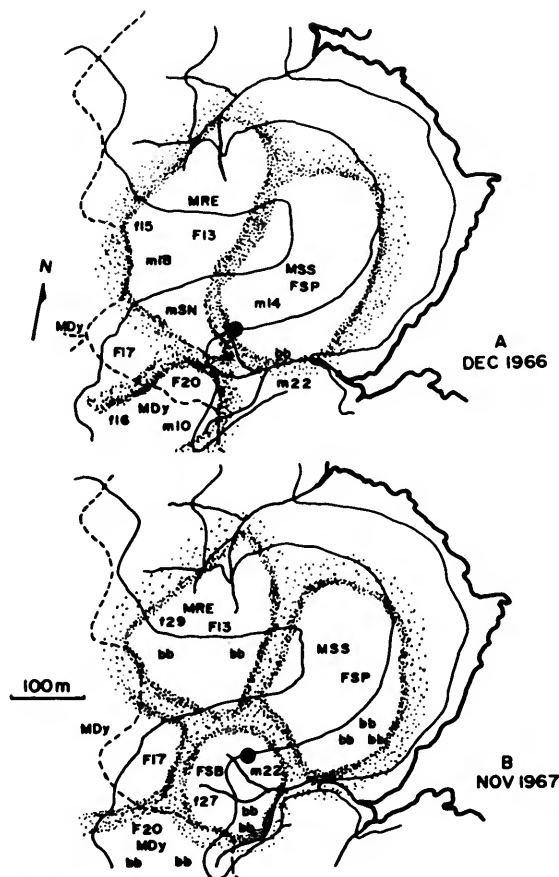 MRE
f15 F13
m18
MSS
FSP
N
mSN m14
MDy
A
DEC 1966
F17
bb
F20 m22
f16 MDy
m10
MRE
f29 F13
bb bb
MSS
100m
FSP
MDy
bb
bb bb
F17
FSB m22
B
NOV 1967
f27
bb
F20 bb
MDy
bb bb